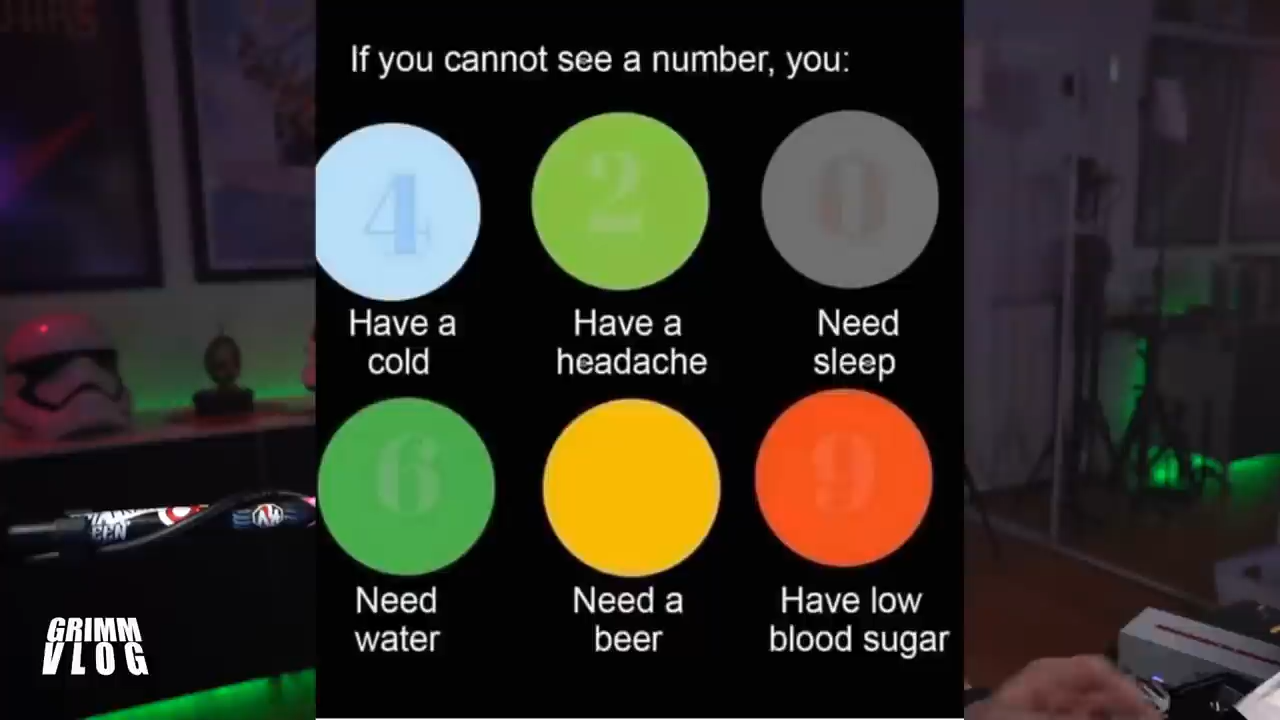 If you cannot see a number, you:
4
2
0
Have a
cold
Have a
headache
Need
sleep
6
9
Need
water
Need a
beer
Have low
blood sugar
GRIMM
VLOG